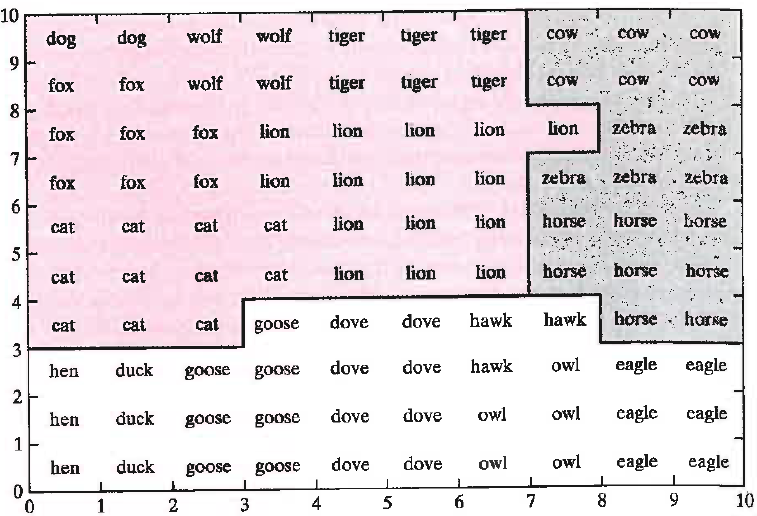 10
dog dog wolf wolf tiger tiger tiger cow cow cow
9
fox fox wolf wolf tiger tiger tiger cow cow cow
8
fox fox fox lion lion lion lion lion zebra zebra
7
fox fox fox lion lion lion lion zebra zebra zebra
6
cat cat cat cat lion lion lion horse horse horse
5
cat cat cat cat lion lion lion horse horse horse
4
cat cat cat goose dove dove hawk hawk horse horse
3
hen duck goose goose dove dove hawk owl eagle eagle
2
hen duck goose goose dove dove owl owl eagle eagle
1
hen duck goose goose dove dove owl owl eagle eagle
0
0 1 2 3 4 5 6 7 8 9 10